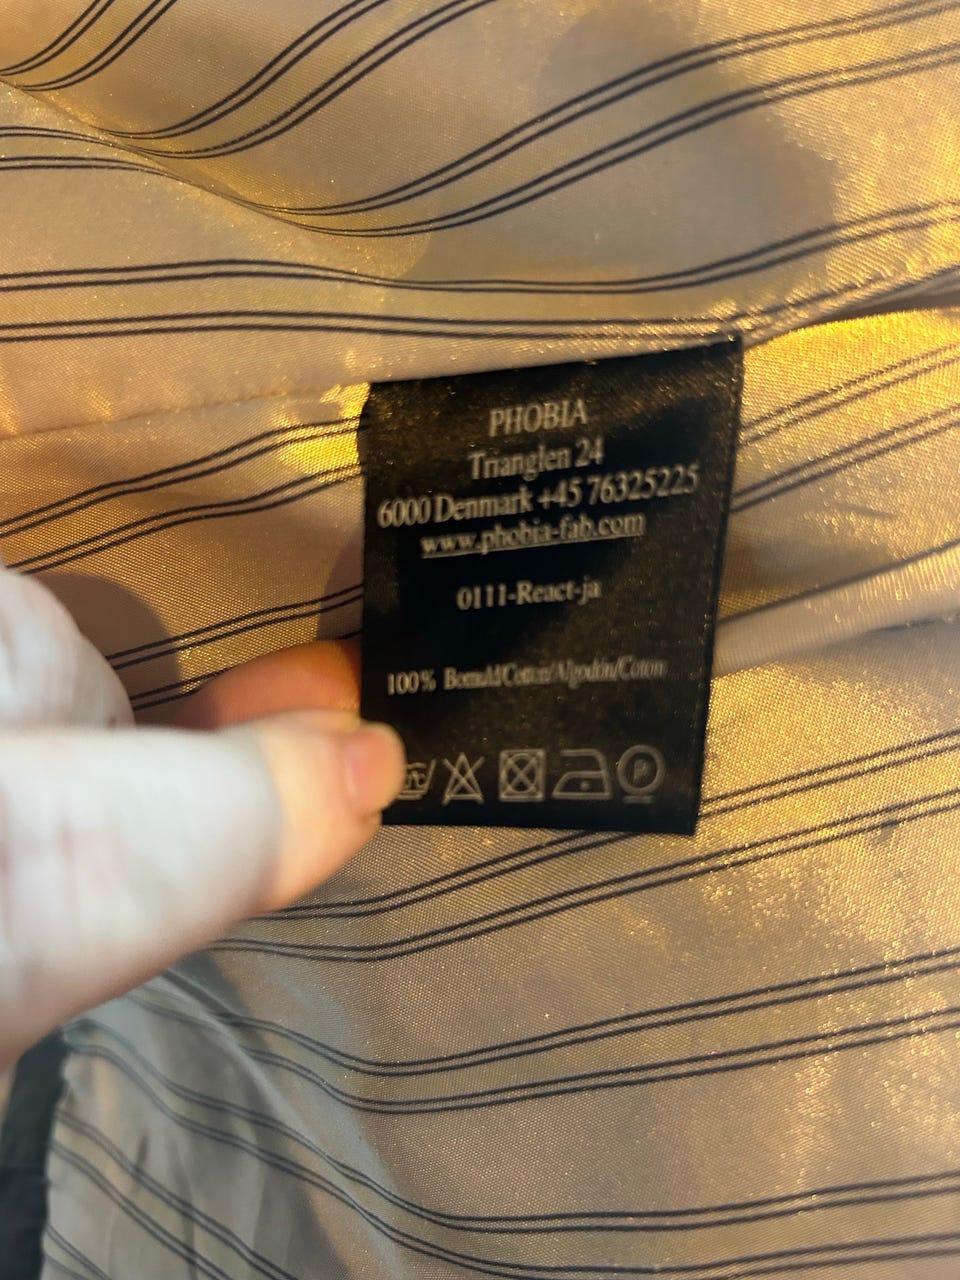 PHOBIA
Trianglen 24
6000 Denmark +45 76325225
www.phobia-fab.com
0111-React-ja
100% Bomuld/Cotton/Algodón/Coton
P